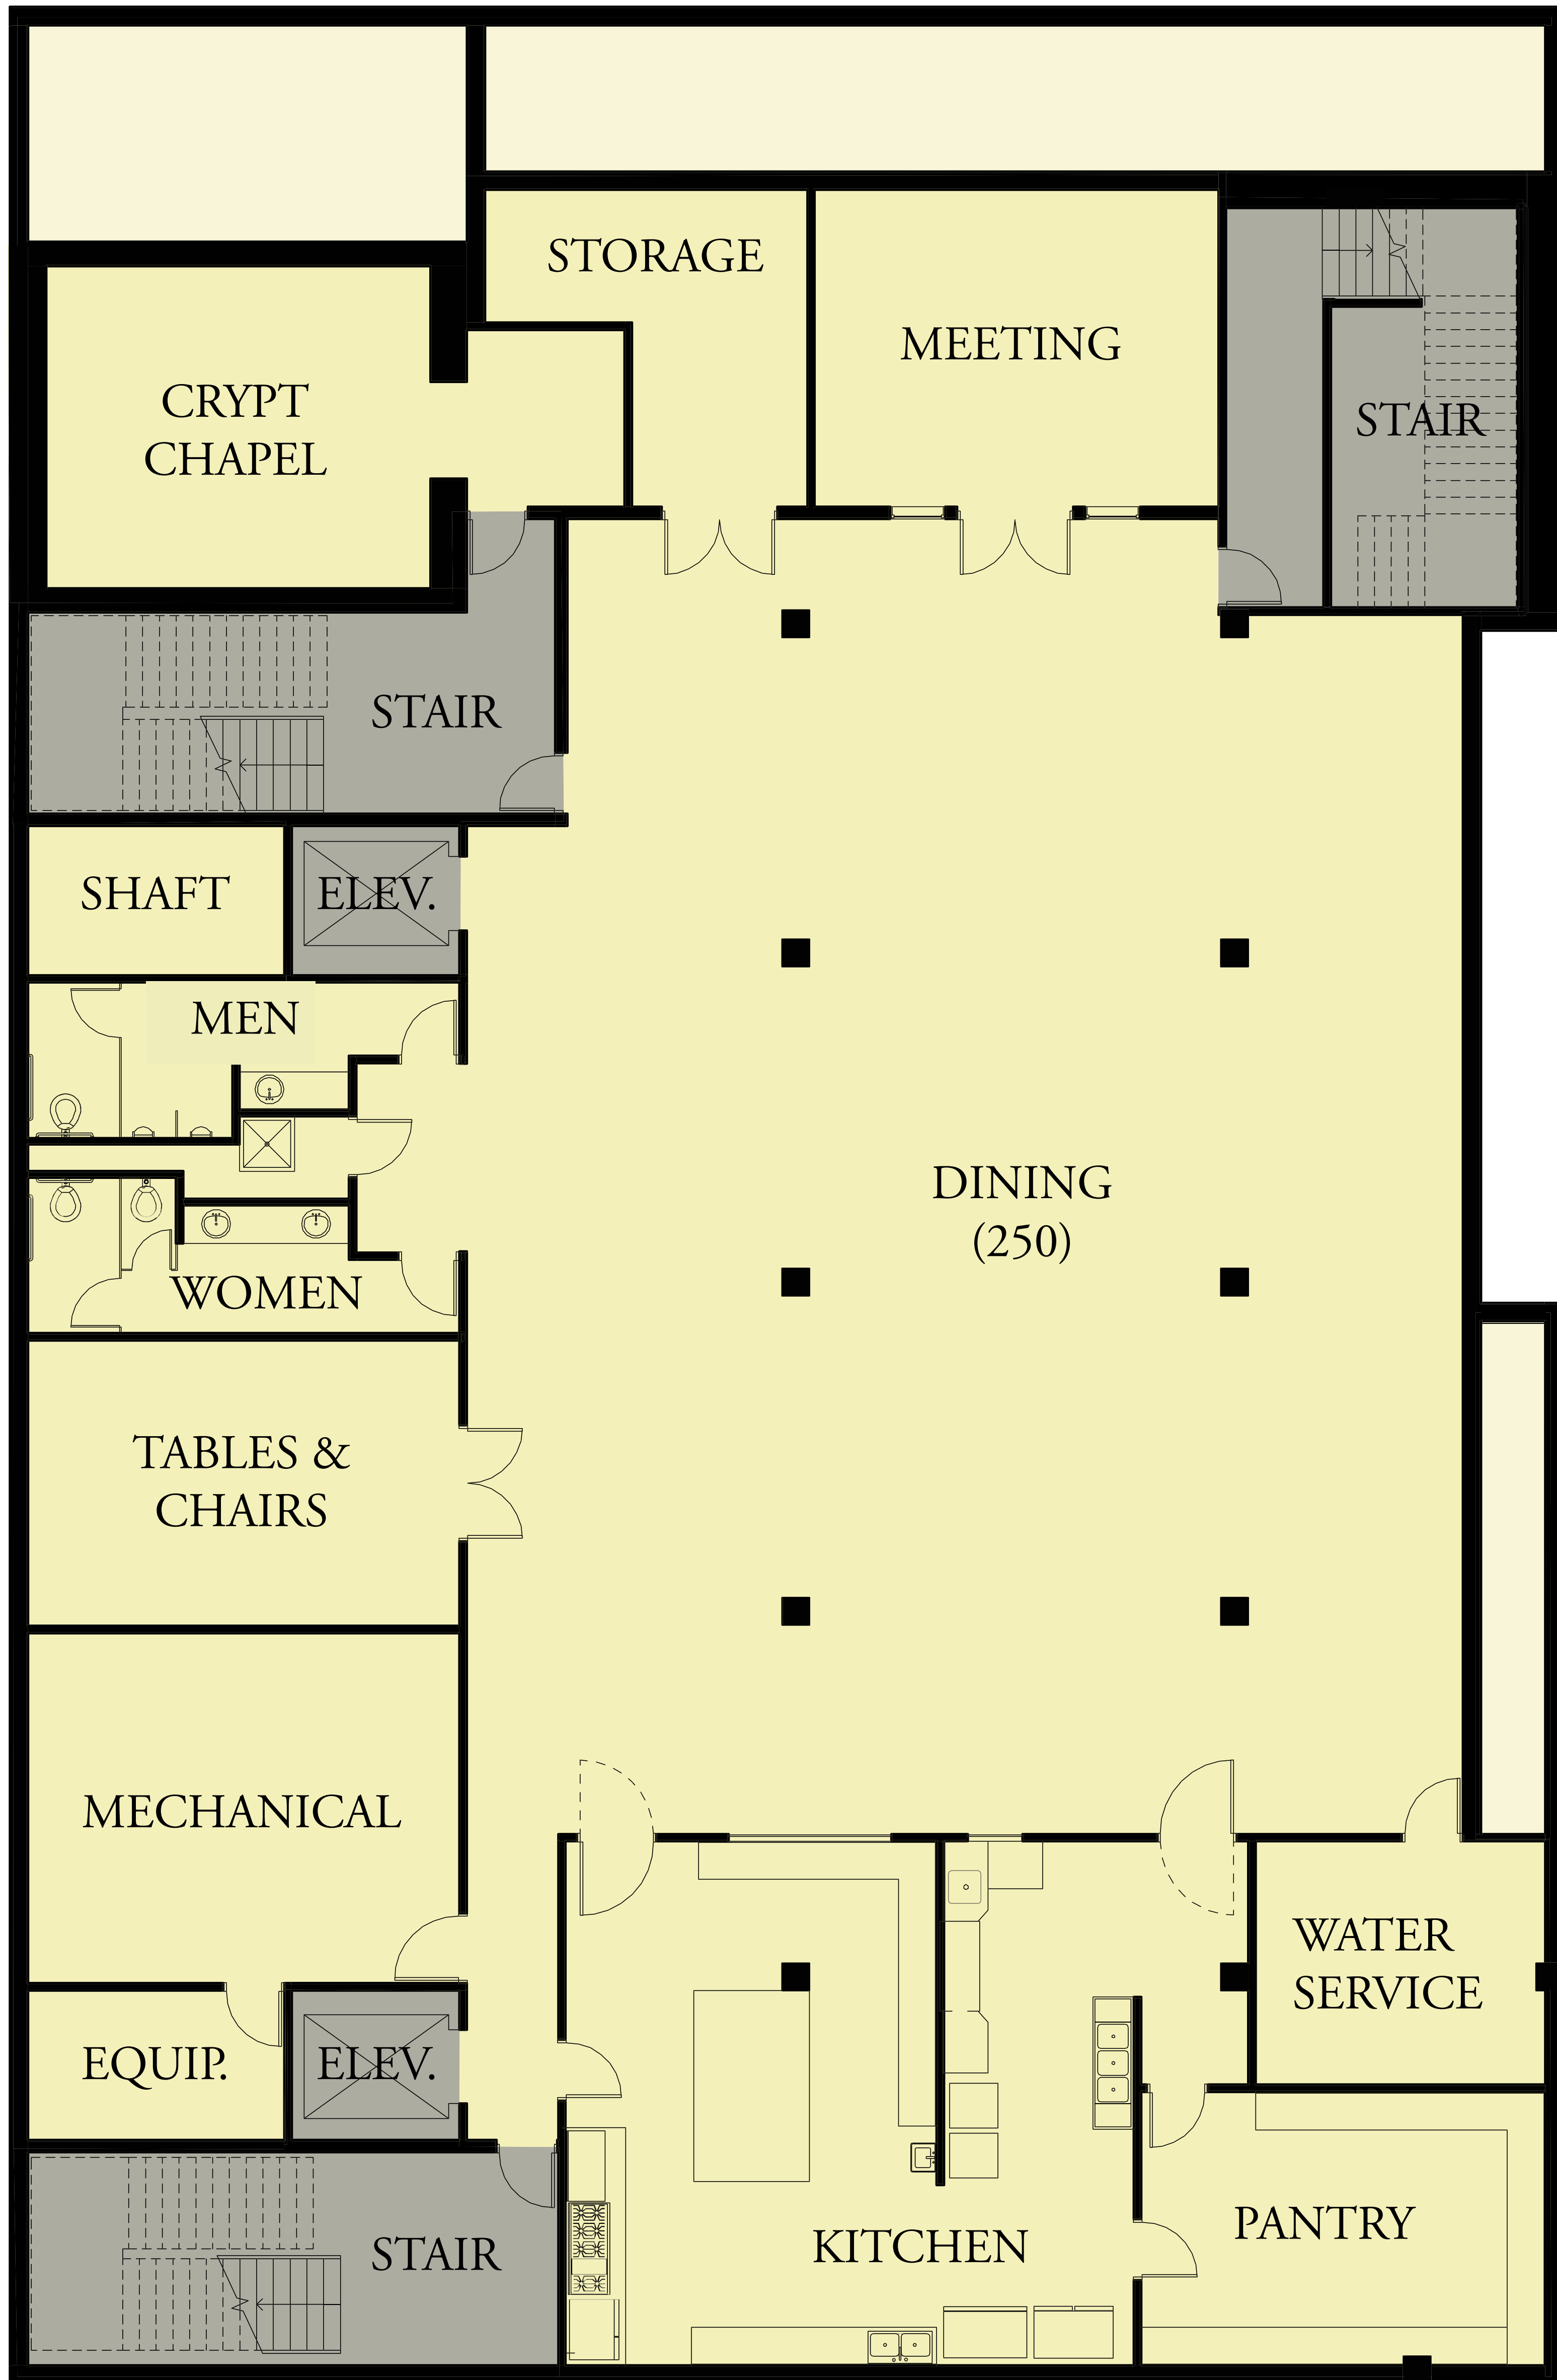 STORAGE
MEETING
CRYPT
CHAPEL
STAIR
STAIR
SHAFT
ELEV.
MEN
DINING
(250)
WOMEN
TABLES &
CHAIRS
MECHANICAL
WATER
SERVICE
EQUIP.
ELEV.
PANTRY
KITCHEN
STAIR